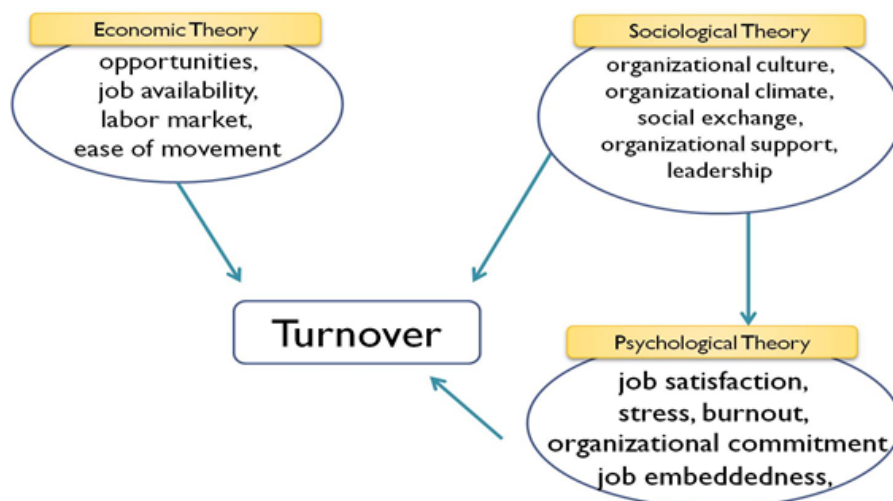 Economic Theory
opportunities,
job availability,
labor market,
ease of movement
Sociological Theory
organizational culture,
organizational climate,
social exchange,
organizational support,
leadership
Turnover
Psychological Theory
job satisfaction,
stress, burnout,
organizational commitment
job embeddedness,